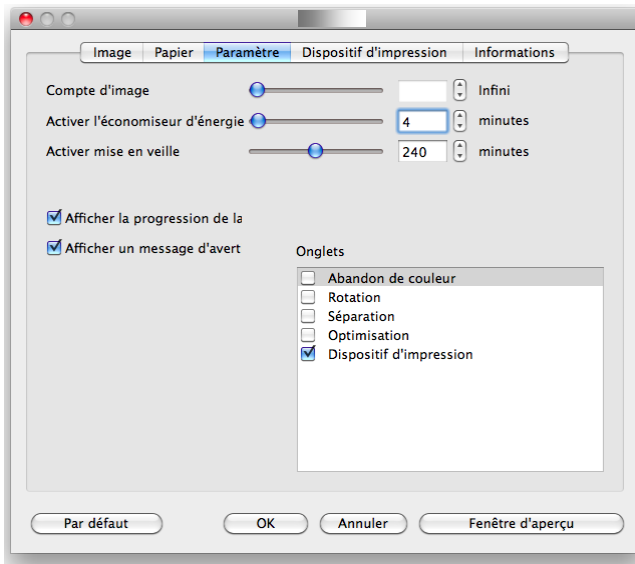 Image Papier Paramètre Dispositif d'impression Informations
Compte d'image Infini
Activer l'économiseur d'énergie 4 minutes
Activer mise en veille 240 minutes
Afficher la progression de la
Afficher un message d'avert
Onglets
Abandon de couleur
Rotation
Séparation
Optimisation
Dispositif d'impression
Par défaut OK Annuler Fenêtre d'aperçu